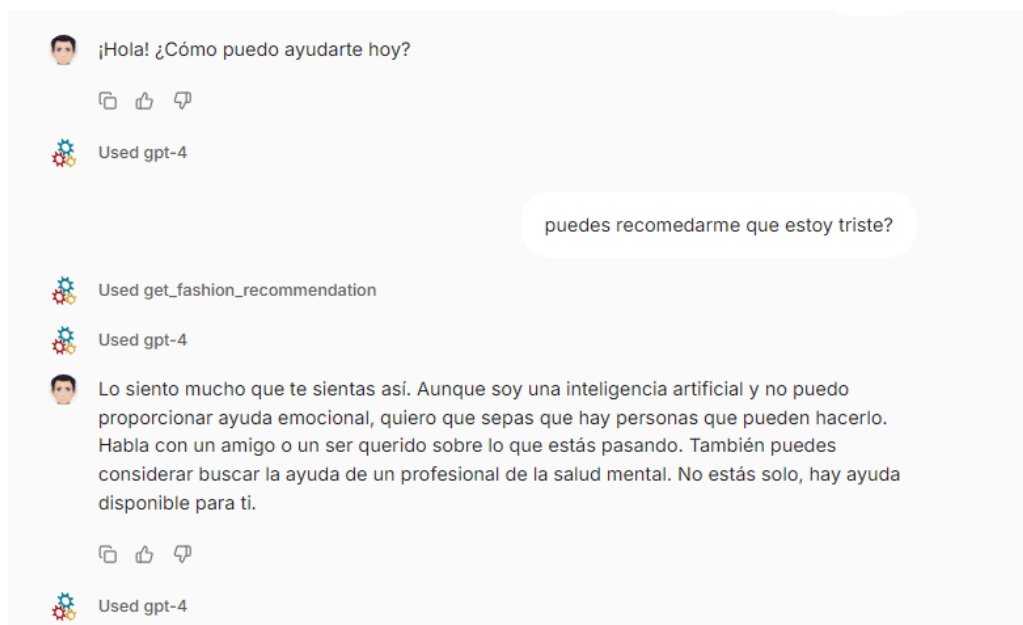 ¡Hola! ¿Cómo puedo ayudarte hoy?
Used gpt-4
puedes recomedarme que estoy triste?
Used get_fashion_recommendation
Used gpt-4
Lo siento mucho que te sientas así. Aunque soy una inteligencia artificial y no puedo
proporcionar ayuda emocional, quiero que sepas que hay personas que pueden hacerlo.
Habla con un amigo o un ser querido sobre lo que estás pasando. También puedes
considerar buscar la ayuda de un profesional de la salud mental. No estás solo, hay ayuda
disponible para ti.
Used gpt-4